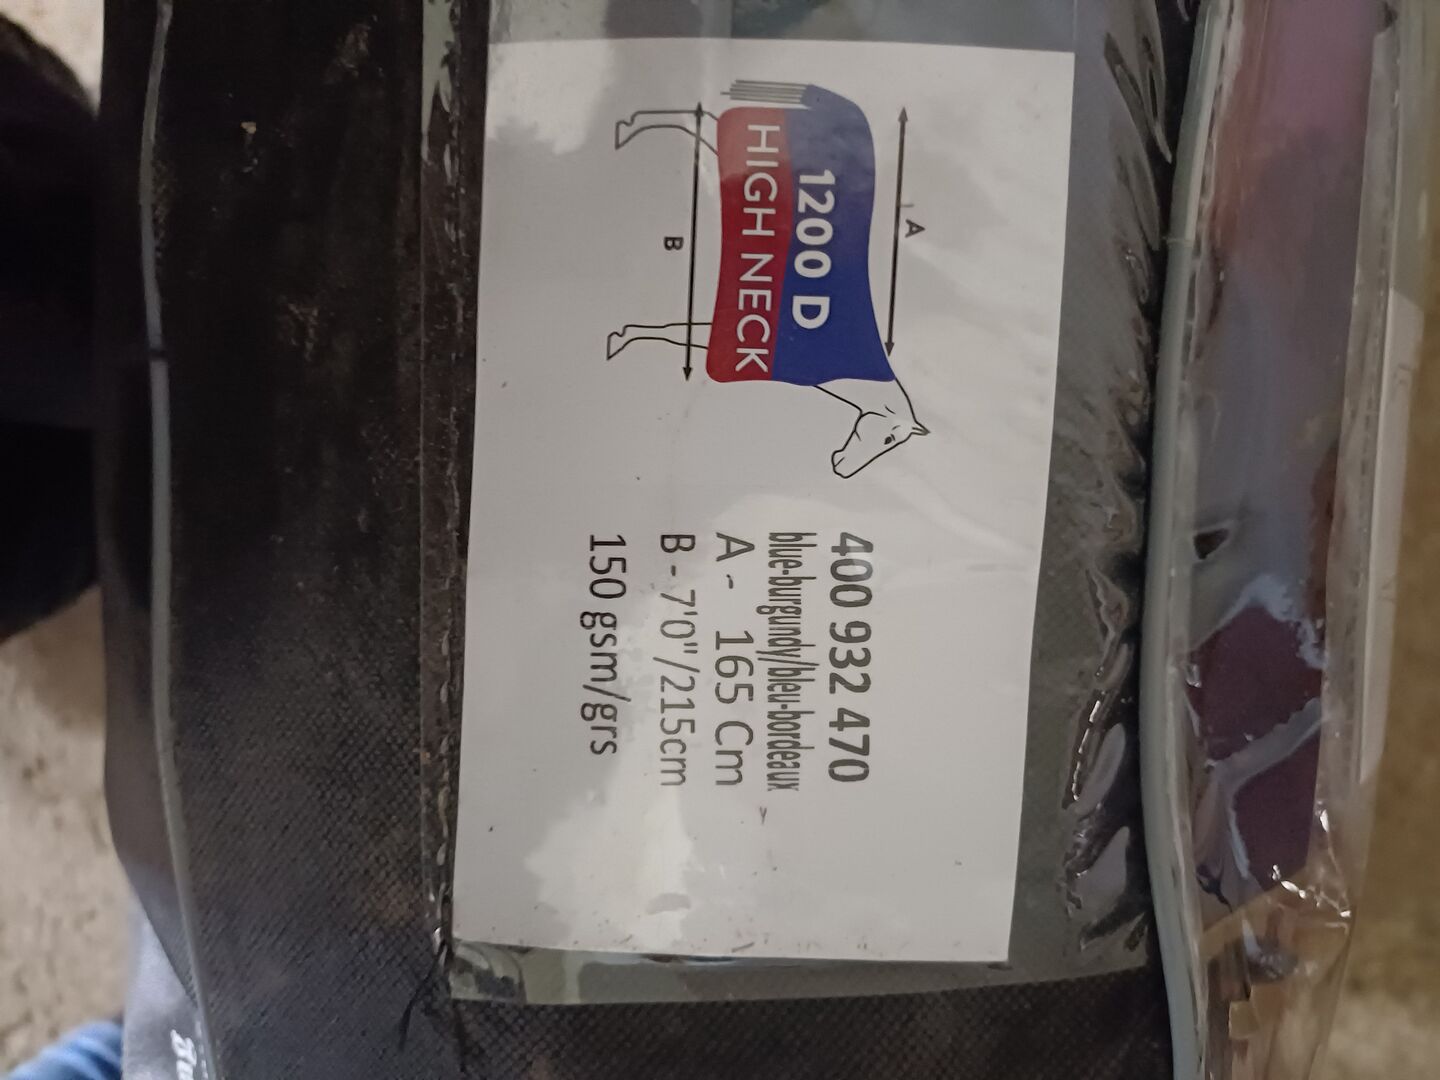 A
1200 D
HIGH NECK
B
400 932 470
blue-burgundy/bleu-bordeaux
A - 165 Cm
B - 7'0"/215cm
150 gsm/grs